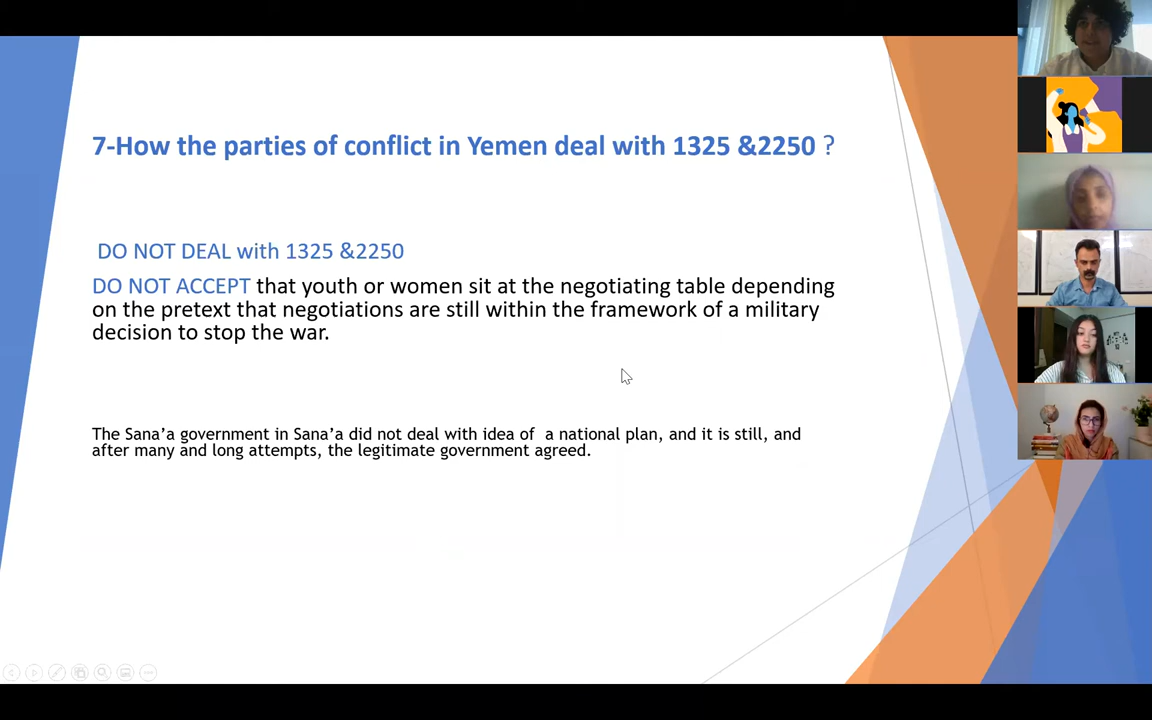 7-How the parties of conflict in Yemen deal with 1325 &2250 ?
DO NOT DEAL with 1325 &2250
DO NOT ACCEPT that youth or women sit at the negotiating table depending
on the pretext that negotiations are still within the framework of a military
decision to stop the war.
The Sana’a government in Sana’a did not deal with idea of a national plan, and it is still, and
after many and long attempts, the legitimate government agreed.